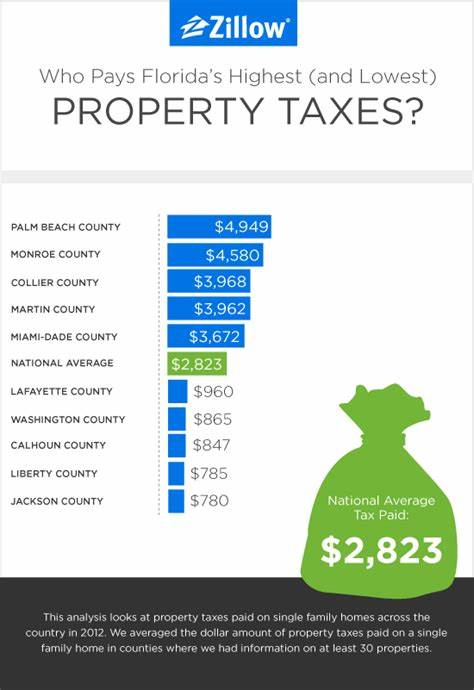 Zillow®
Who Pays Florida's Highest (and Lowest)
PROPERTY TAXES?
PALM BEACH COUNTY $4,949
MONROE COUNTY $4,580
COLLIER COUNTY $3,968
MARTIN COUNTY $3,962
MIAMI-DADE COUNTY $3,672
NATIONAL AVERAGE $2,823
LAFAYETTE COUNTY $960
WASHINGTON COUNTY $865
CALHOUN COUNTY $847
LIBERTY COUNTY $785
JACKSON COUNTY $780
National Average
Tax Paid:
$2,823
This analysis looks at property taxes paid on single family homes across the
country in 2012. We averaged the dollar amount of property taxes paid on a single
family home in counties where we had information on at least 30 properties.